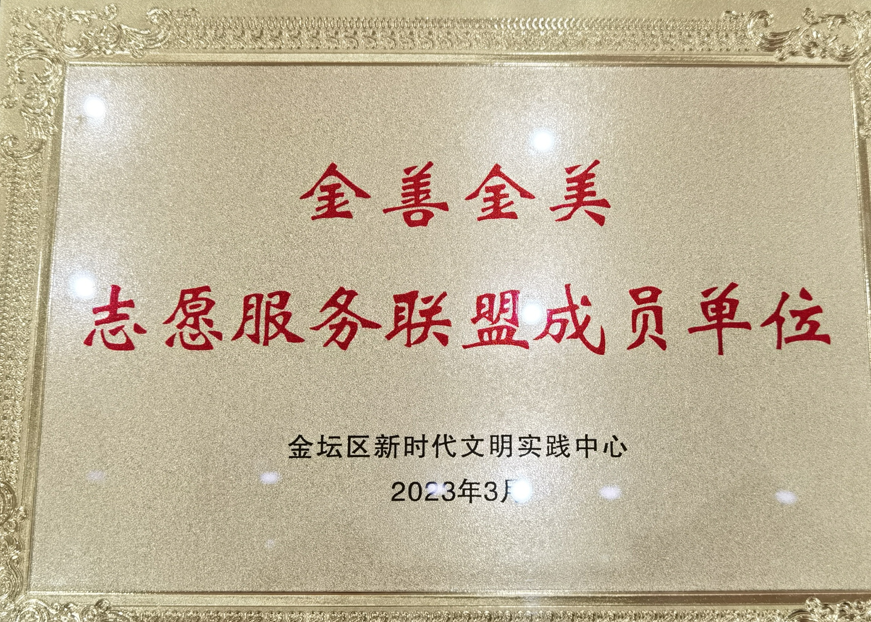 金善金美
志愿服务联盟成员单位
金坛区新时代文明实践中心
2023年3月